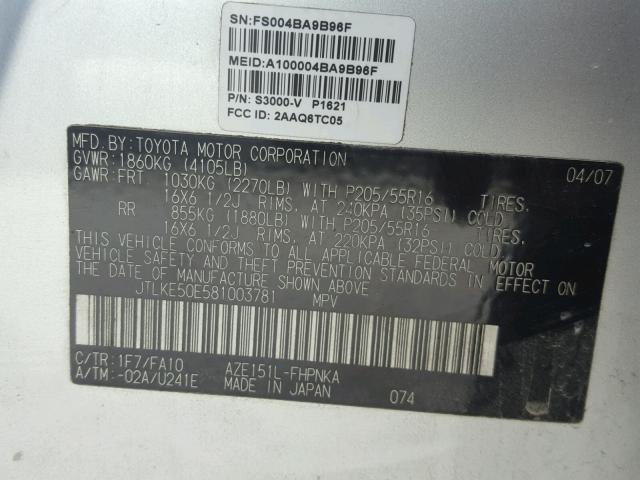 SN:FS004BA9B96F
MEID:A100004BA9B96F
P/N: S3000-V P1621
FCC ID: 2AAQ6TC05
MFD.BY:TOYOTA MOTOR CORPORATION 04/07
GVWR:1860KG (4105LB)
GAWR:FRT 1030KG (2270LB) WITH P205/55R16 TIRES,
16X6 1/2J RIMS, AT 240KPA (35PSI) COLD
RR 855KG (1880LB) WITH P205/55R16 TIRES,
16X6 1/2J RIMS, AT 220KPA (32PSI) COLD
THIS VEHICLE CONFORMS TO ALL APPLICABLE FEDERAL MOTOR
VEHICLE SAFETY AND THEFT PREVENTION STANDARDS IN EFFECT ON
THE DATE OF MANUFACTURE SHOWN ABOVE.
JTLKE50E581003781 MPV
C/TR:1F7/FA10 AZE151L-FHPNKA
A/TM:-02A/U241E MADE IN JAPAN 074